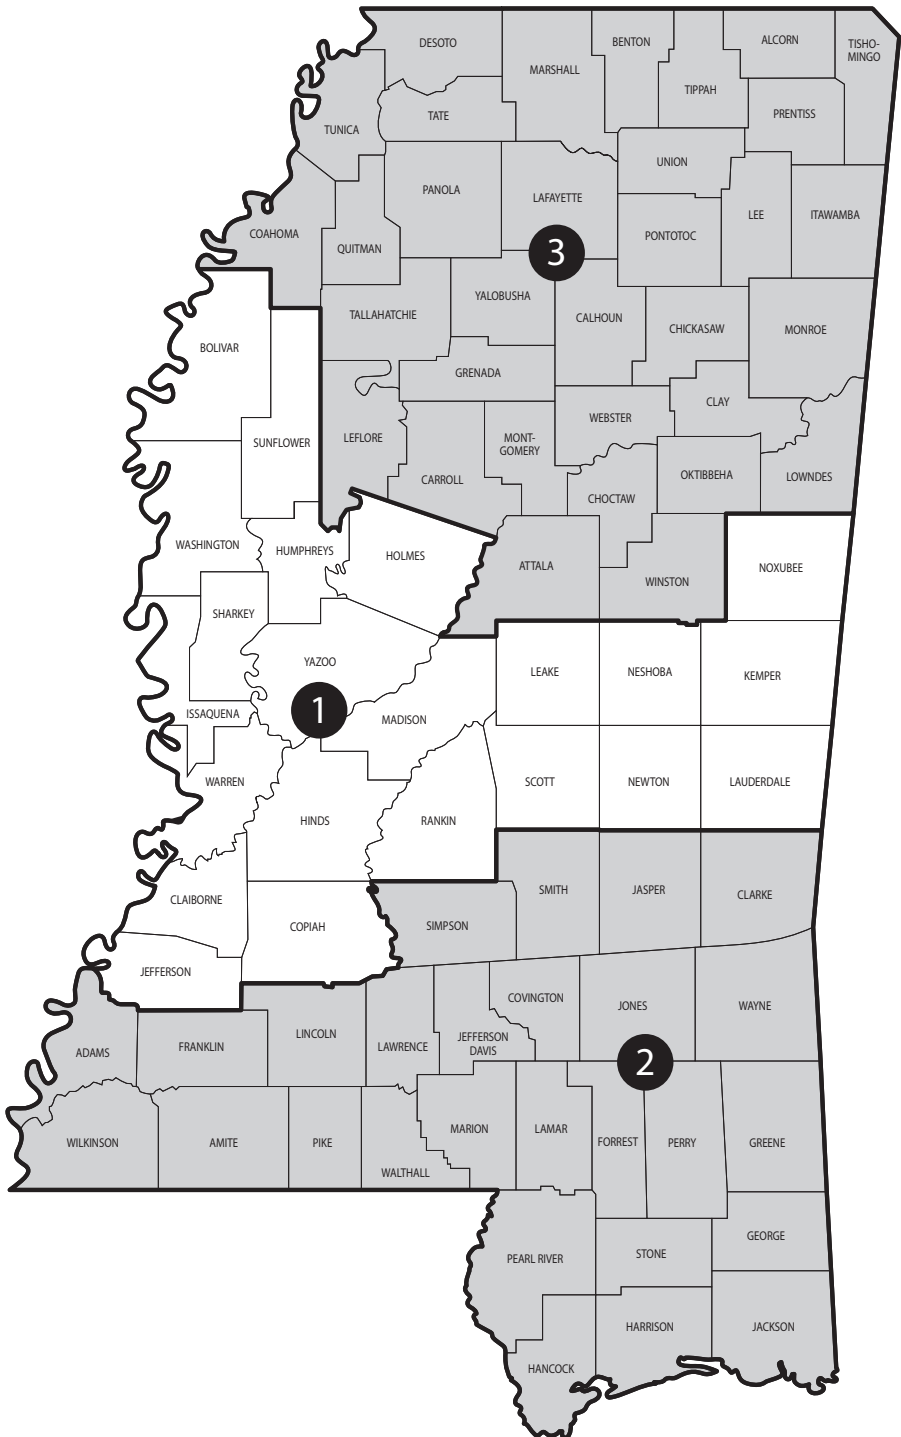 DESOTO
BENTON
ALCORN
TISHO-
MINGO
MARSHALL
TIPPAH
TATE
PRENTISS
TUNICA
UNION
PANOLA
LAFAYETTE
LEE
ITAWAMBA
COAHOMA
QUITMAN
PONTOTOC
3
YALOBUSHA
TALLAHATCHIE
CALHOUN
CHICKASAW
MONROE
BOLIVAR
GRENADA
CLAY
WEBSTER
SUNFLOWER
LEFLORE
MONT-
GOMERY
CARROLL
OKTIBBEHA
LOWNDES
CHOCTAW
WASHINGTON
HUMPHREYS
HOLMES
ATTALA
WINSTON
NOXUBEE
SHARKEY
YAZOO
LEAKE
NESHOBA
KEMPER
1
ISSAQUENA
MADISON
WARREN
SCOTT
NEWTON
LAUDERDALE
HINDS
RANKIN
SMITH
JASPER
CLARKE
CLAIBORNE
COPIAH
SIMPSON
JEFFERSON
COVINGTON
JONES
WAYNE
LINCOLN
ADAMS
FRANKLIN
LAWRENCE
JEFFERSON
DAVIS
2
WILKINSON
AMITE
PIKE
WALTHALL
MARION
LAMAR
FORREST
PERRY
GREENE
PEARL RIVER
STONE
GEORGE
HARRISON
JACKSON
HANCOCK